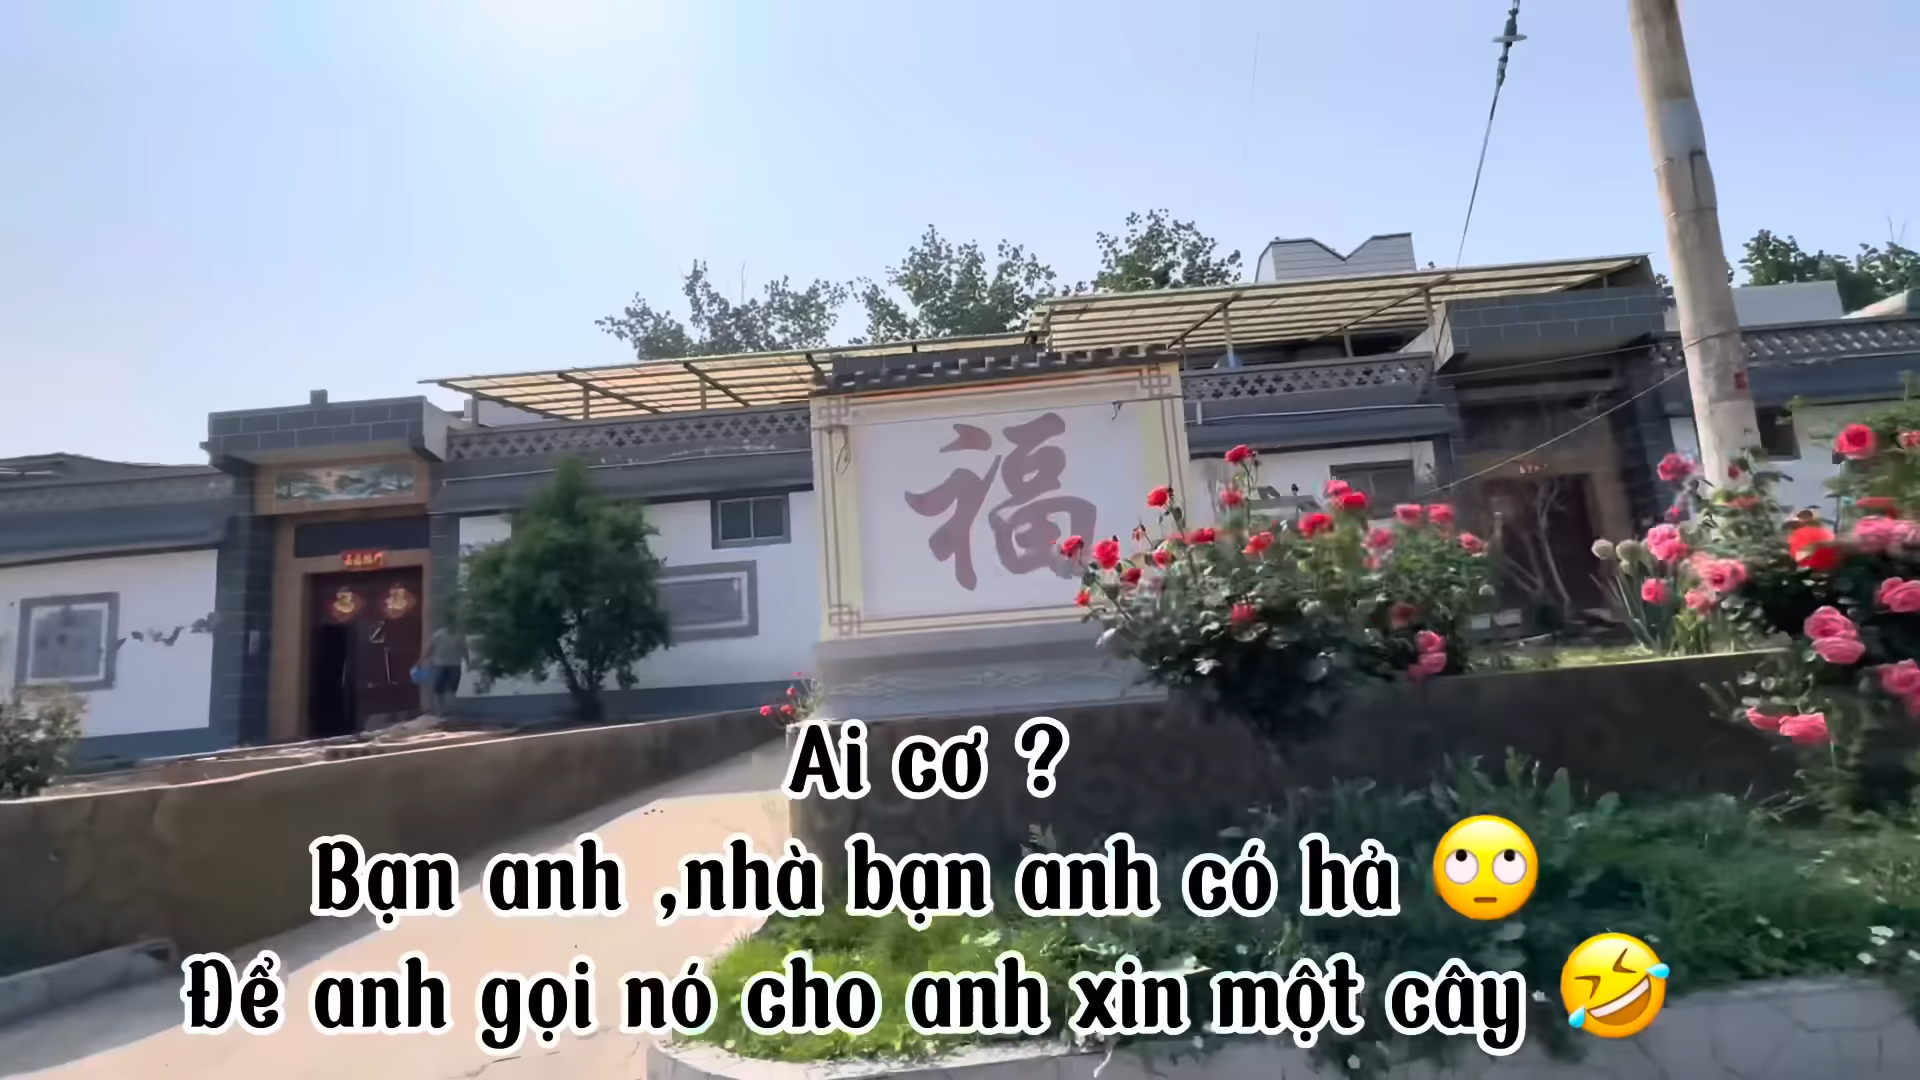 福
Ai cơ ?
Bạn anh ,nhà bạn anh có hả 🙄
Để anh gọi nó cho anh xin một cây 🤣